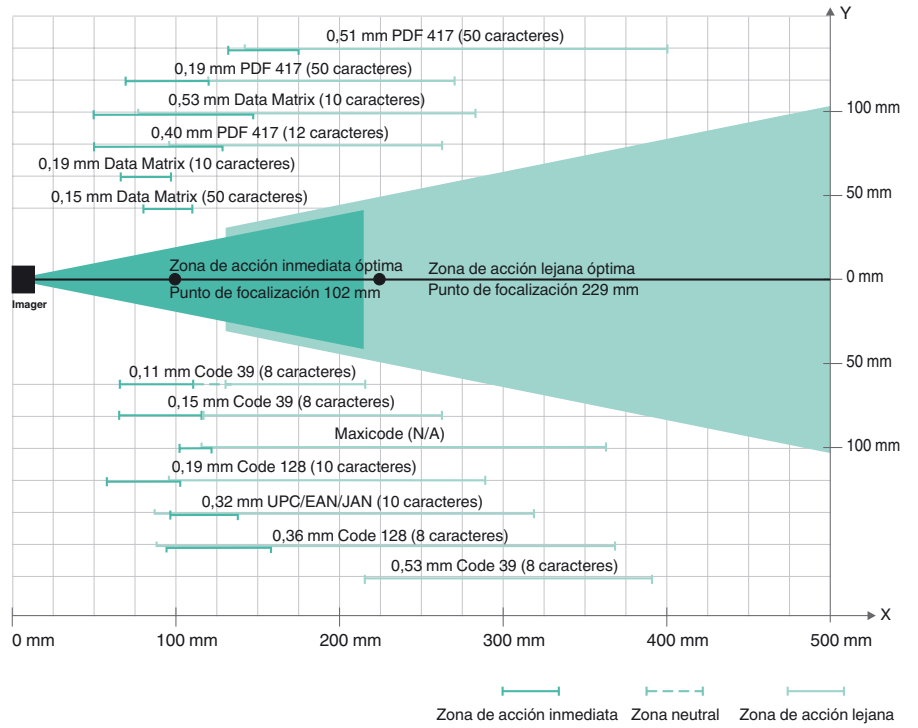 Y
0,51 mm PDF 417 (50 caracteres)
0,19 mm PDF 417 (50 caracteres)
0,53 mm Data Matrix (10 caracteres)
100 mm
0,40 mm PDF 417 (12 caracteres)
0,19 mm Data Matrix (10 caracteres)
0,15 mm Data Matrix (50 caracteres)
50 mm
Zona de acción inmediata óptima
Punto de focalización 102 mm
Zona de acción lejana óptima
Punto de focalización 229 mm
0 mm
Imager
50 mm
0,11 mm Code 39 (8 caracteres)
0,15 mm Code 39 (8 caracteres)
Maxicode (N/A)
100 mm
0,19 mm Code 128 (10 caracteres)
0,32 mm UPC/EAN/JAN (10 caracteres)
0,36 mm Code 128 (8 caracteres)
0,53 mm Code 39 (8 caracteres)
X
0 mm 100 mm 200 mm 300 mm 400 mm 500 mm
Zona de acción inmediata Zona neutral Zona de acción lejana